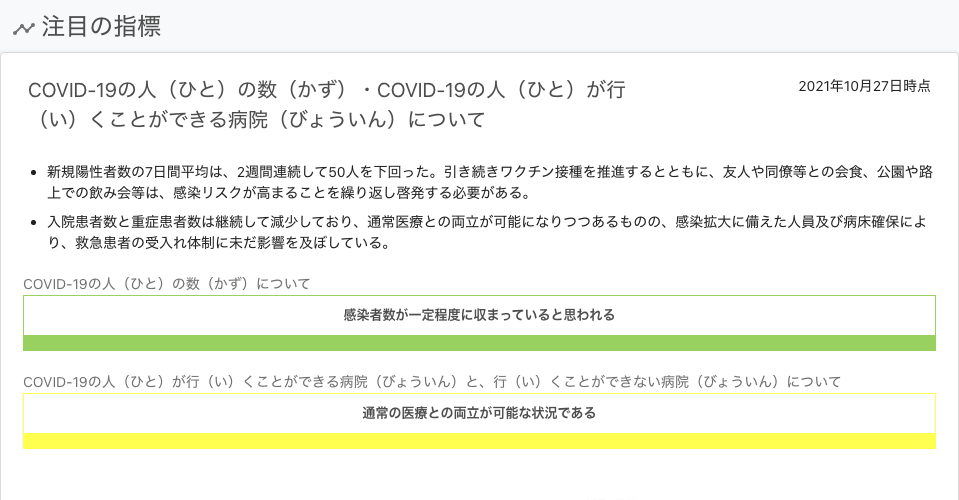 注目の指標
COVID-19の人（ひと）の数（かず）・COVID-19の人（ひと）が行
（い）くことができる病院（びょういん）について
2021年10月27日時点
• 新規陽性者数の7日間平均は、2週間連続して50人を下回った。引き続きワクチン接種を推進するとともに、友人や同僚等との会食、公園や路
上での飲み会等は、感染リスクが高まることを繰り返し啓発する必要がある。
• 入院患者数と重症患者数は継続して減少しており、通常医療との両立が可能になりつつあるものの、感染拡大に備えた人員及び病床確保によ
り、救急患者の受入れ体制に未だ影響を及ぼしている。
COVID-19の人（ひと）の数（かず）について
感染者数が一定程度に収まっていると思われる
COVID-19の人（ひと）が行（い）くことができる病院（びょういん）と、行（い）くことができない病院（びょういん）について
通常の医療との両立が可能な状況である